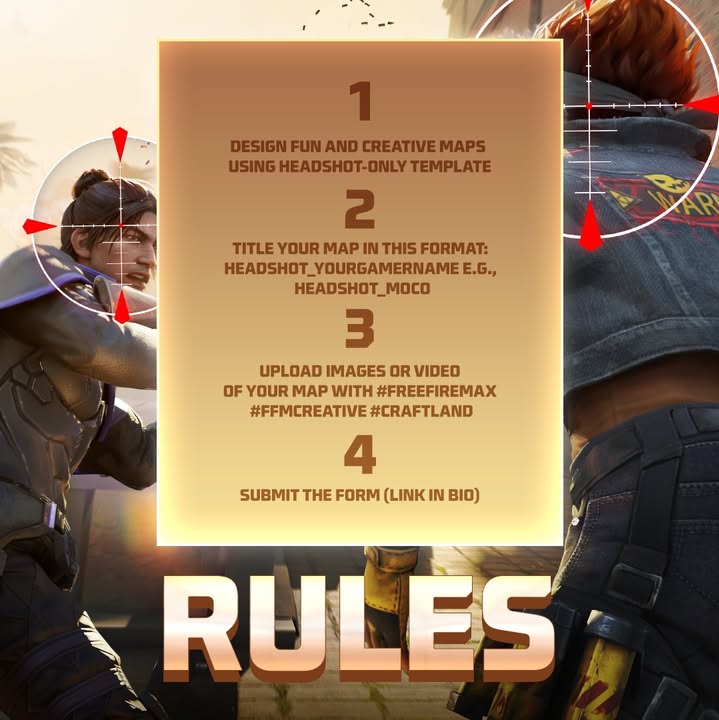 1
DESIGN FUN AND CREATIVE MAPS
USING HEADSHOT-ONLY TEMPLATE
2
TITLE YOUR MAP IN THIS FORMAT:
HEADSHOT_YOURGAMERNAME E.G.,
HEADSHOT_MOCO
3
UPLOAD IMAGES OR VIDEO
OF YOUR MAP WITH #FREEFIREMAX
#FFMCREATIVE #CRAFTLAND
4
SUBMIT THE FORM (LINK IN BIO)
WARN
RULES